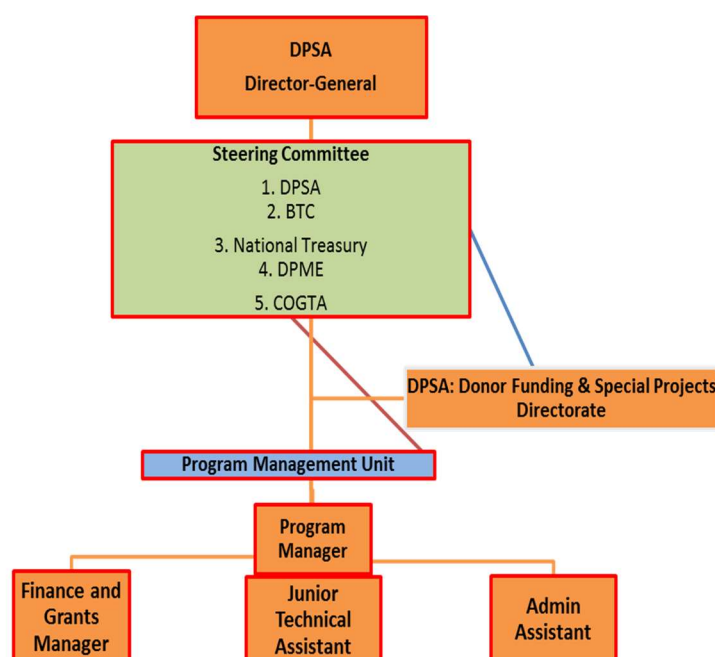 DPSA
Director-General
Steering Committee
1. DPSA
2. BTC
3. National Treasury
4. DPME
5. COGTA
DPSA: Donor Funding & Special Projects
Directorate
Program Management Unit
Program
Manager
Finance and
Grants
Manager
Junior
Technical
Assistant
Admin
Assistant